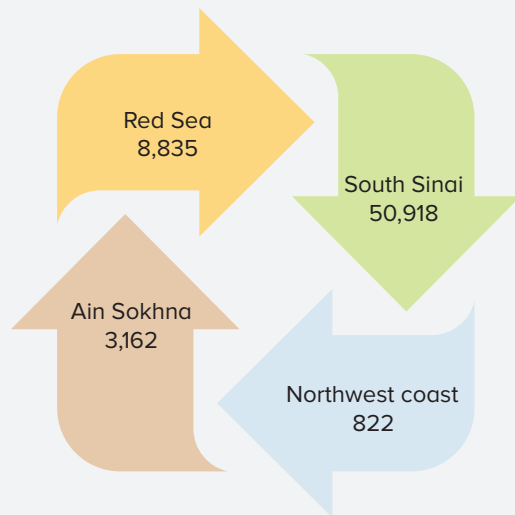 Red Sea
8,835
South Sinai
50,918
Ain Sokhna
3,162
Northwest coast
822